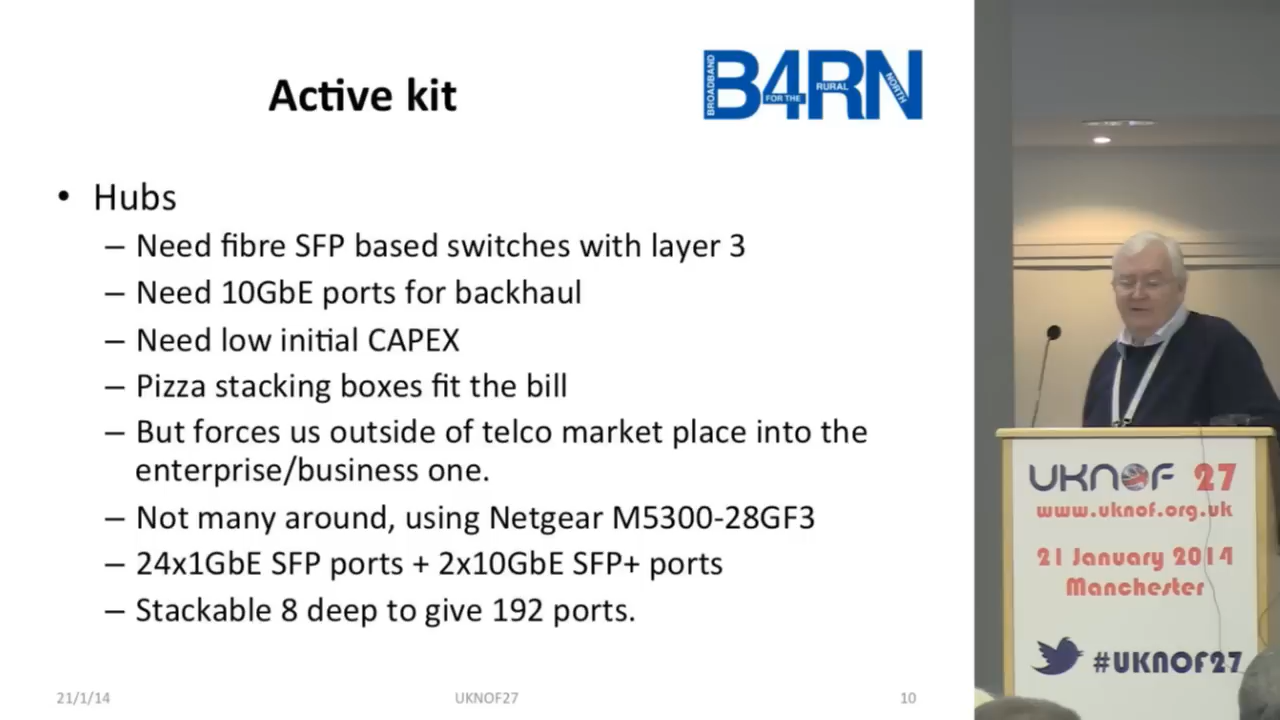 Active kit
BROADBAND
B4RN
FOR THE
RURAL
NORTH
• Hubs
– Need fibre SFP based switches with layer 3
– Need 10GbE ports for backhaul
– Need low initial CAPEX
– Pizza stacking boxes fit the bill
– But forces us outside of telco market place into the
enterprise/business one.
– Not many around, using Netgear M5300-28GF3
– 24x1GbE SFP ports + 2x10GbE SFP+ ports
– Stackable 8 deep to give 192 ports.
21/1/14
UKNOF27
10
UKNOF 27
www.uknof.org.uk
21 January 2014
Manchester
#UKNOF27